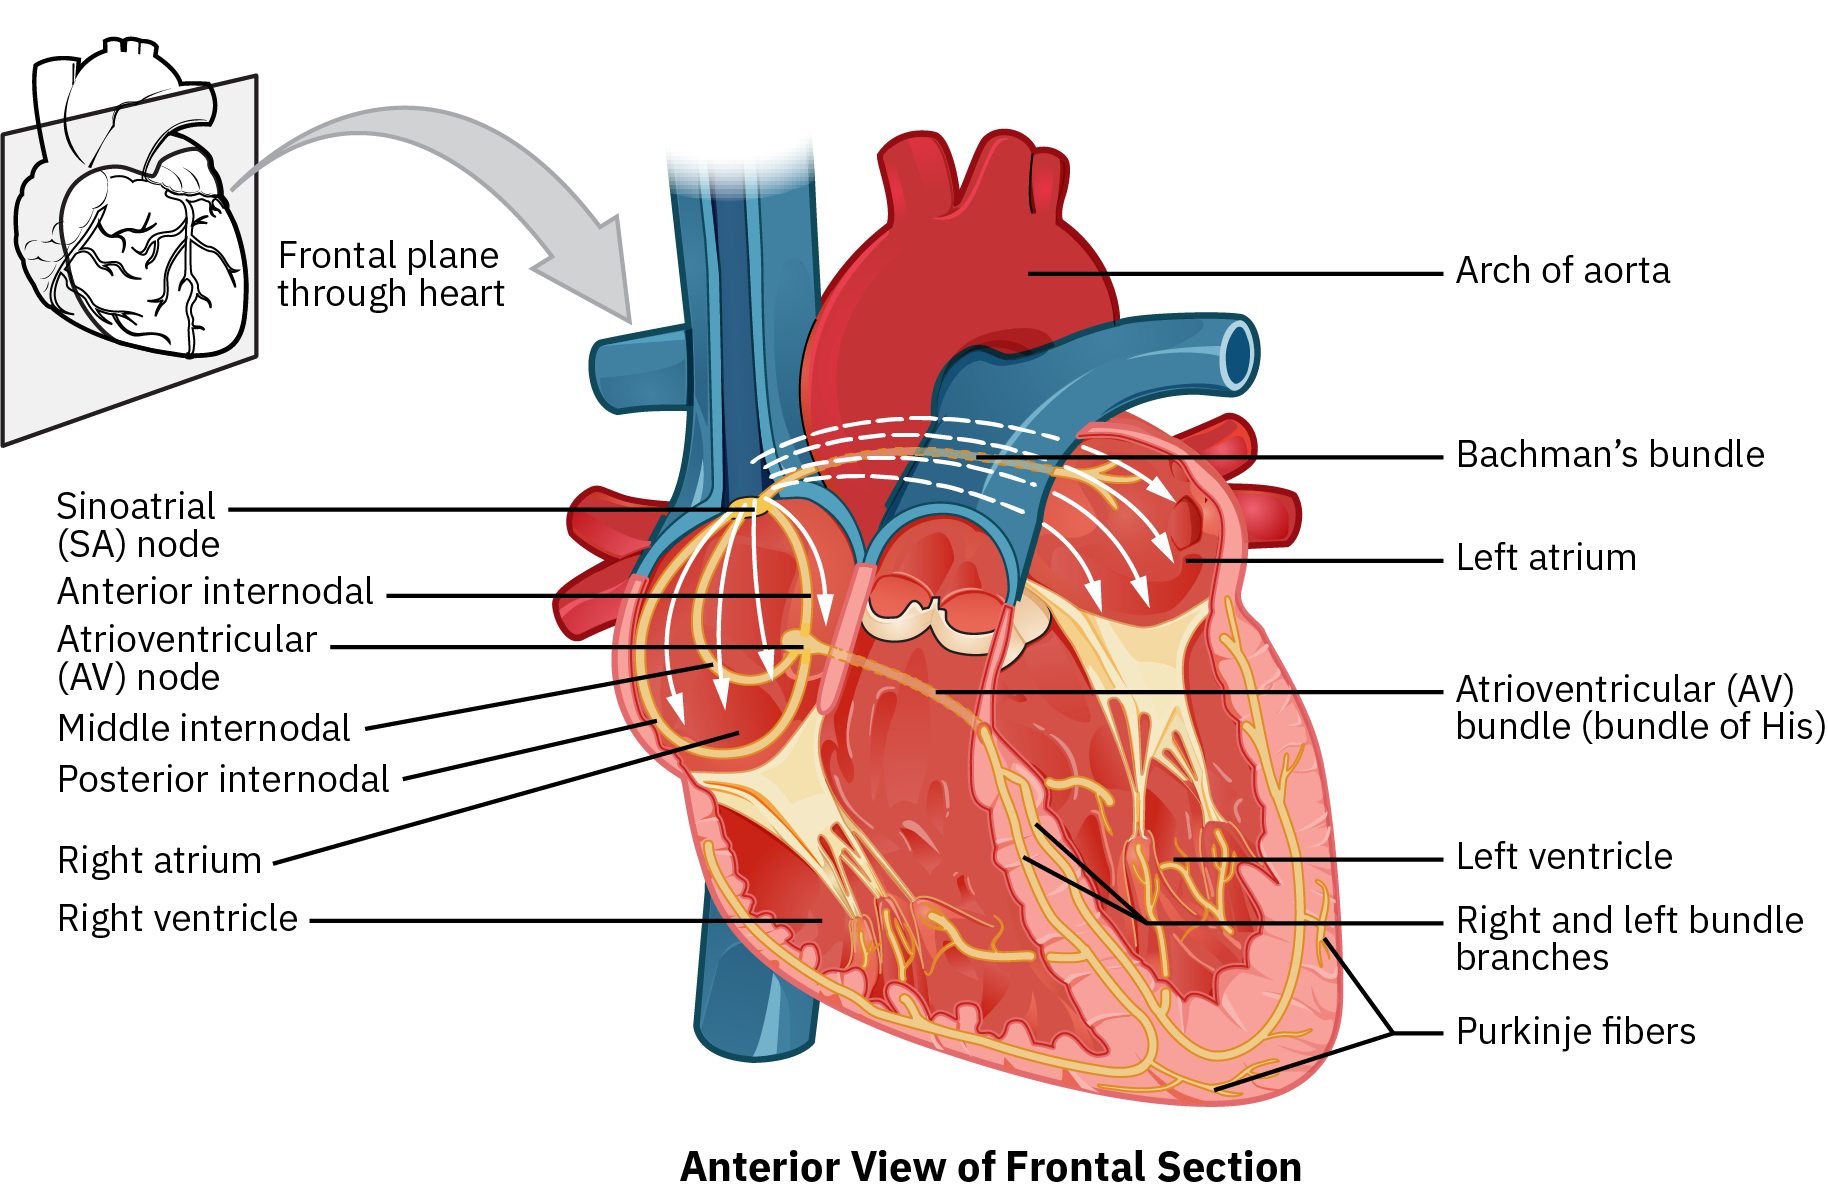 Frontal plane
through heart
Sinoatrial
(SA) node
Anterior internodal
Atrioventricular
(AV) node
Middle internodal
Posterior internodal
Right atrium
Right ventricle
Arch of aorta
Bachman’s bundle
Left atrium
Atrioventricular (AV)
bundle (bundle of His)
Left ventricle
Right and left bundle
branches
Purkinje fibers
Anterior View of Frontal Section